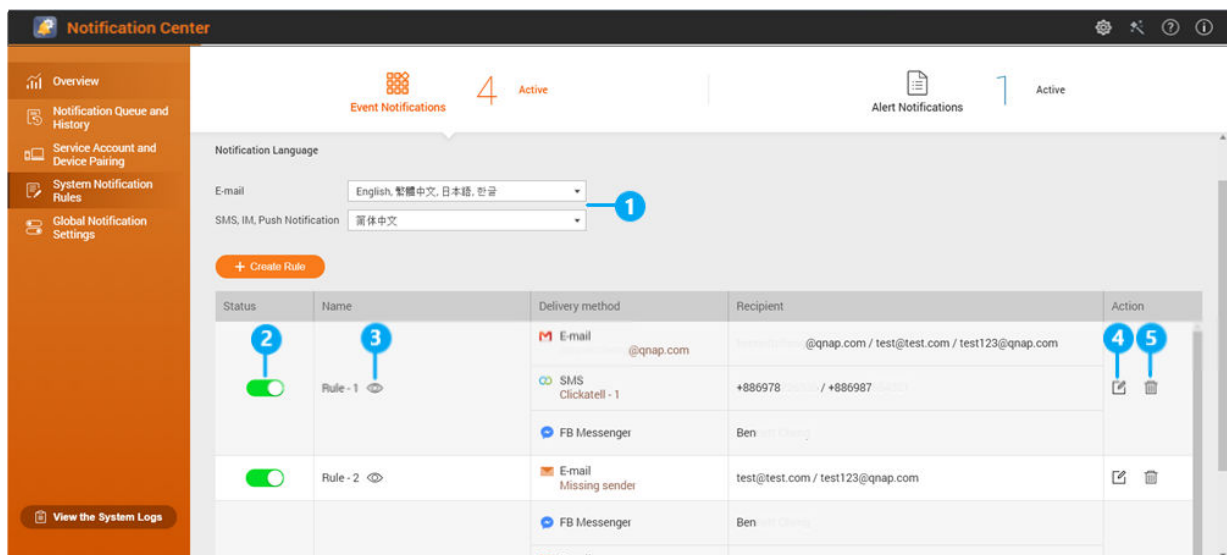 Notification Center
Overview
Notification Queue and
History
Service Account and
Device Pairing
System Notification
Rules
Global Notification
Settings
View the System Logs
Event Notifications
4
Active
Alert Notifications
1
Active
Notification Language
E-mail
English, 繁體中文, 日本語, 한글
1
SMS, IM, Push Notification
简体中文
+ Create Rule
Status
Name
Delivery method
Recipient
Action
2
3
4
5
Rule - 1
E-mail
@qnap.com
@qnap.com / test@test.com / test123@qnap.com
SMS
Clickatell - 1
+886978 / +886987
FB Messenger
Ben
Rule - 2
E-mail
Missing sender
test@test.com / test123@qnap.com
FB Messenger
Ben